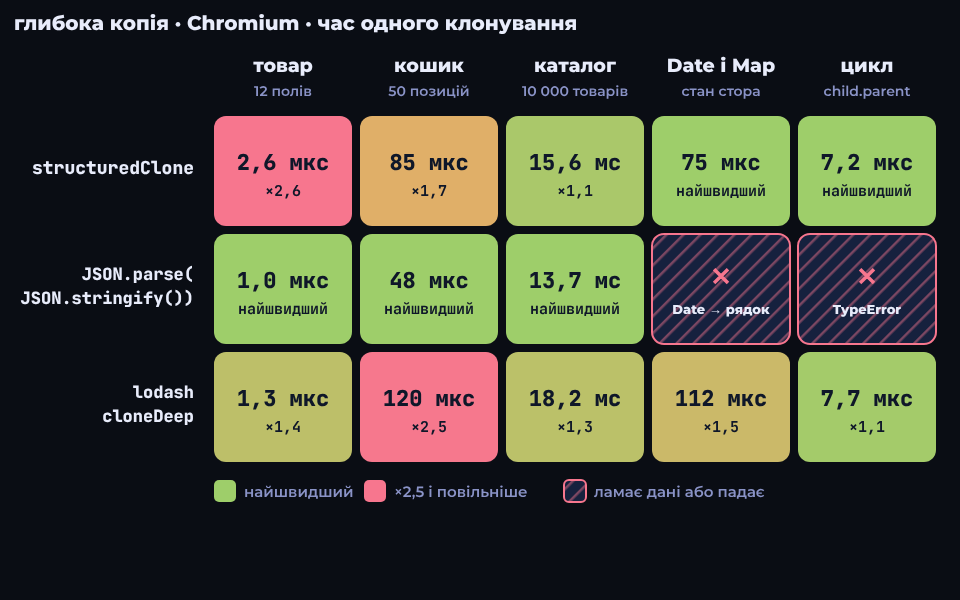 глибока копія · Chromium · час одного клонування
товар кошик каталог Date і Map цикл
12 полів 50 позицій 10 000 товарів стан стора child.parent
structuredClone
2,6 мкс 85 мкс 15,6 мс 75 мкс 7,2 мкс
×2,6 ×1,7 ×1,1 найшвидший найшвидший
JSON.parse(
JSON.stringify())
1,0 мкс 48 мкс 13,7 мс × ×
найшвидший найшвидший найшвидший Date → рядок TypeError
lodash
cloneDeep
1,3 мкс 120 мкс 18,2 мс 112 мкс 7,7 мкс
×1,4 ×2,5 ×1,3 ×1,5 ×1,1
найшвидший ×2,5 і повільніше ламає дані або падає